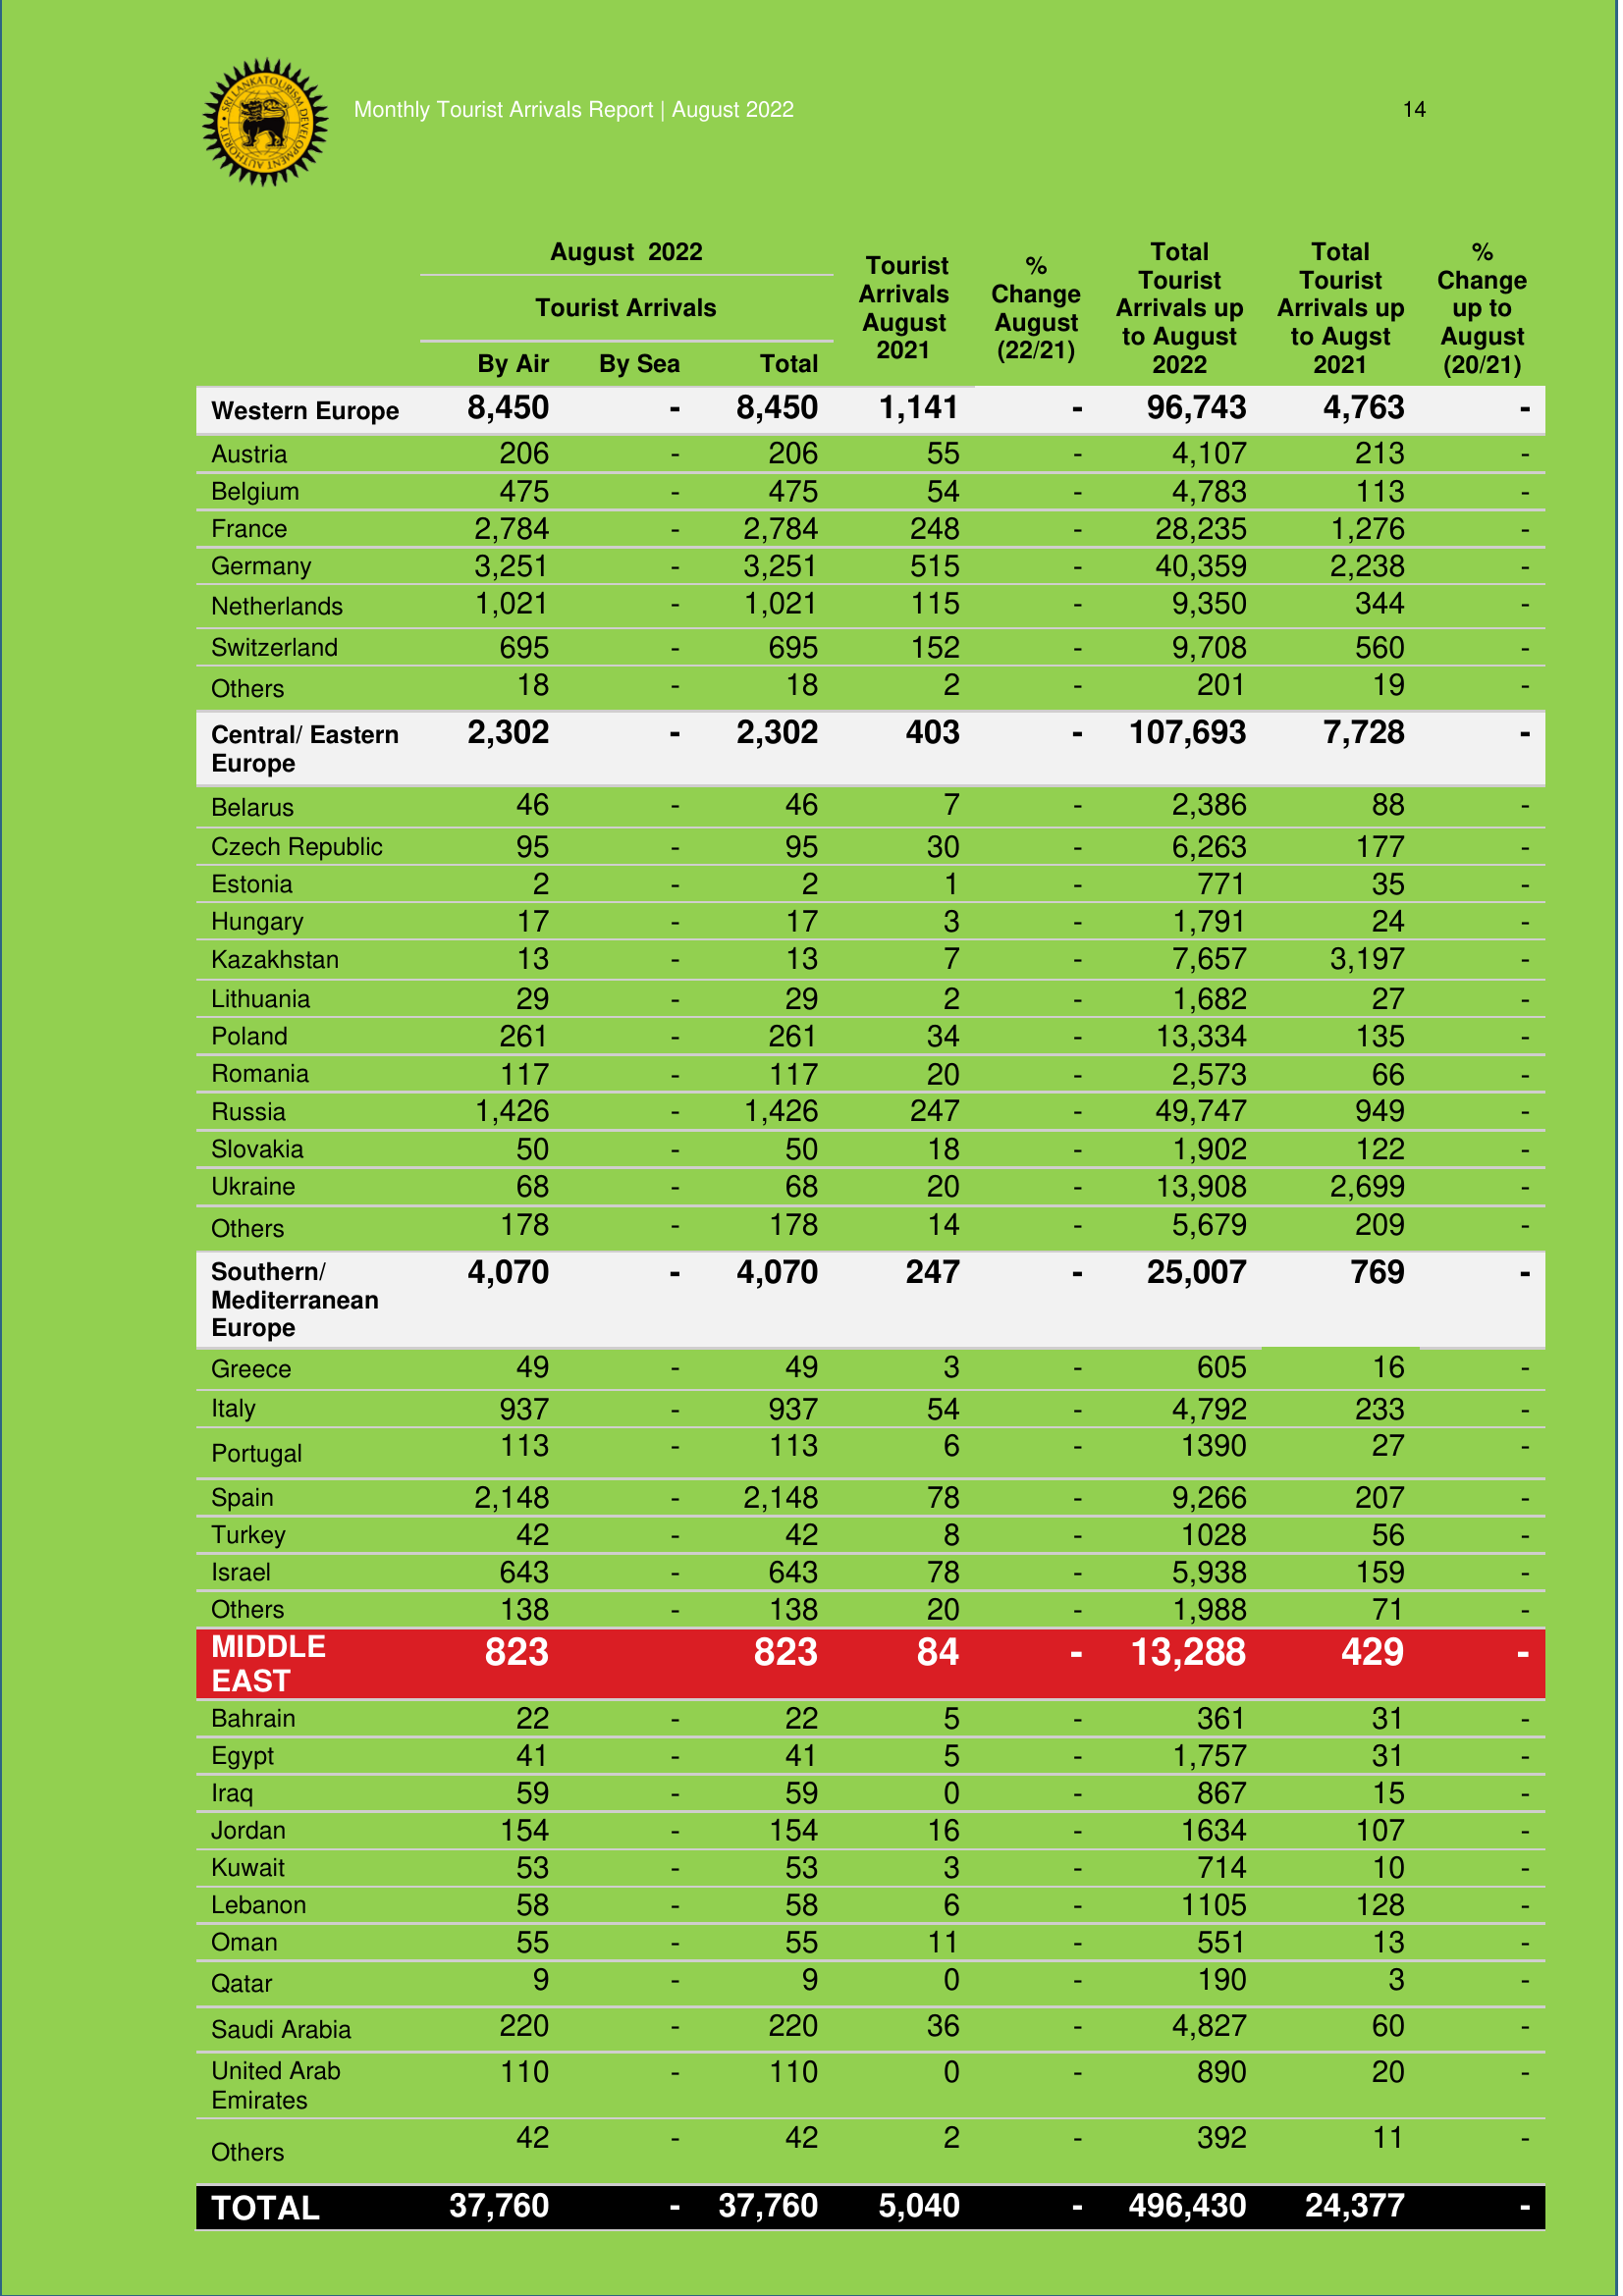 SRI LANKA TOURISM DEVELOPMENT AUTHORITY
Monthly Tourist Arrivals Report | August 2022 14
August 2022
Tourist Arrivals
By Air By Sea Total
Tourist
Arrivals
August
2021
%
Change
August
(22/21)
Total
Tourist
Arrivals up
to August
2022
Total
Tourist
Arrivals up
to Augst
2021
%
Change
up to
August
(20/21)
Western Europe 8,450 - 8,450 1,141 - 96,743 4,763 -
Austria 206 - 206 55 - 4,107 213 -
Belgium 475 - 475 54 - 4,783 113 -
France 2,784 - 2,784 248 - 28,235 1,276 -
Germany 3,251 - 3,251 515 - 40,359 2,238 -
Netherlands 1,021 - 1,021 115 - 9,350 344 -
Switzerland 695 - 695 152 - 9,708 560 -
Others 18 - 18 2 - 201 19 -
Central/ Eastern 2,302 - 2,302 403 - 107,693 7,728 -
Europe
Belarus 46 - 46 7 - 2,386 88 -
Czech Republic 95 - 95 30 - 6,263 177 -
Estonia 2 - 2 1 - 771 35 -
Hungary 17 - 17 3 - 1,791 24 -
Kazakhstan 13 - 13 7 - 7,657 3,197 -
Lithuania 29 - 29 2 - 1,682 27 -
Poland 261 - 261 34 - 13,334 135 -
Romania 117 - 117 20 - 2,573 66 -
Russia 1,426 - 1,426 247 - 49,747 949 -
Slovakia 50 - 50 18 - 1,902 122 -
Ukraine 68 - 68 20 - 13,908 2,699 -
Others 178 - 178 14 - 5,679 209 -
Southern/ 4,070 - 4,070 247 - 25,007 769 -
Mediterranean
Europe
Greece 49 - 49 3 - 605 16 -
Italy 937 - 937 54 - 4,792 233 -
Portugal 113 - 113 6 - 1390 27 -
Spain 2,148 - 2,148 78 - 9,266 207 -
Turkey 42 - 42 8 - 1028 56 -
Israel 643 - 643 78 - 5,938 159 -
Others 138 - 138 20 - 1,988 71 -
MIDDLE 823 823 84 - 13,288 429 -
EAST
Bahrain 22 - 22 5 - 361 31 -
Egypt 41 - 41 5 - 1,757 31 -
Iraq 59 - 59 0 - 867 15 -
Jordan 154 - 154 16 - 1634 107 -
Kuwait 53 - 53 3 - 714 10 -
Lebanon 58 - 58 6 - 1105 128 -
Oman 55 - 55 11 - 551 13 -
Qatar 9 - 9 0 - 190 3 -
Saudi Arabia 220 - 220 36 - 4,827 60 -
United Arab 110 - 110 0 - 890 20 -
Emirates
Others 42 - 42 2 - 392 11 -
TOTAL 37,760 - 37,760 5,040 - 496,430 24,377 -